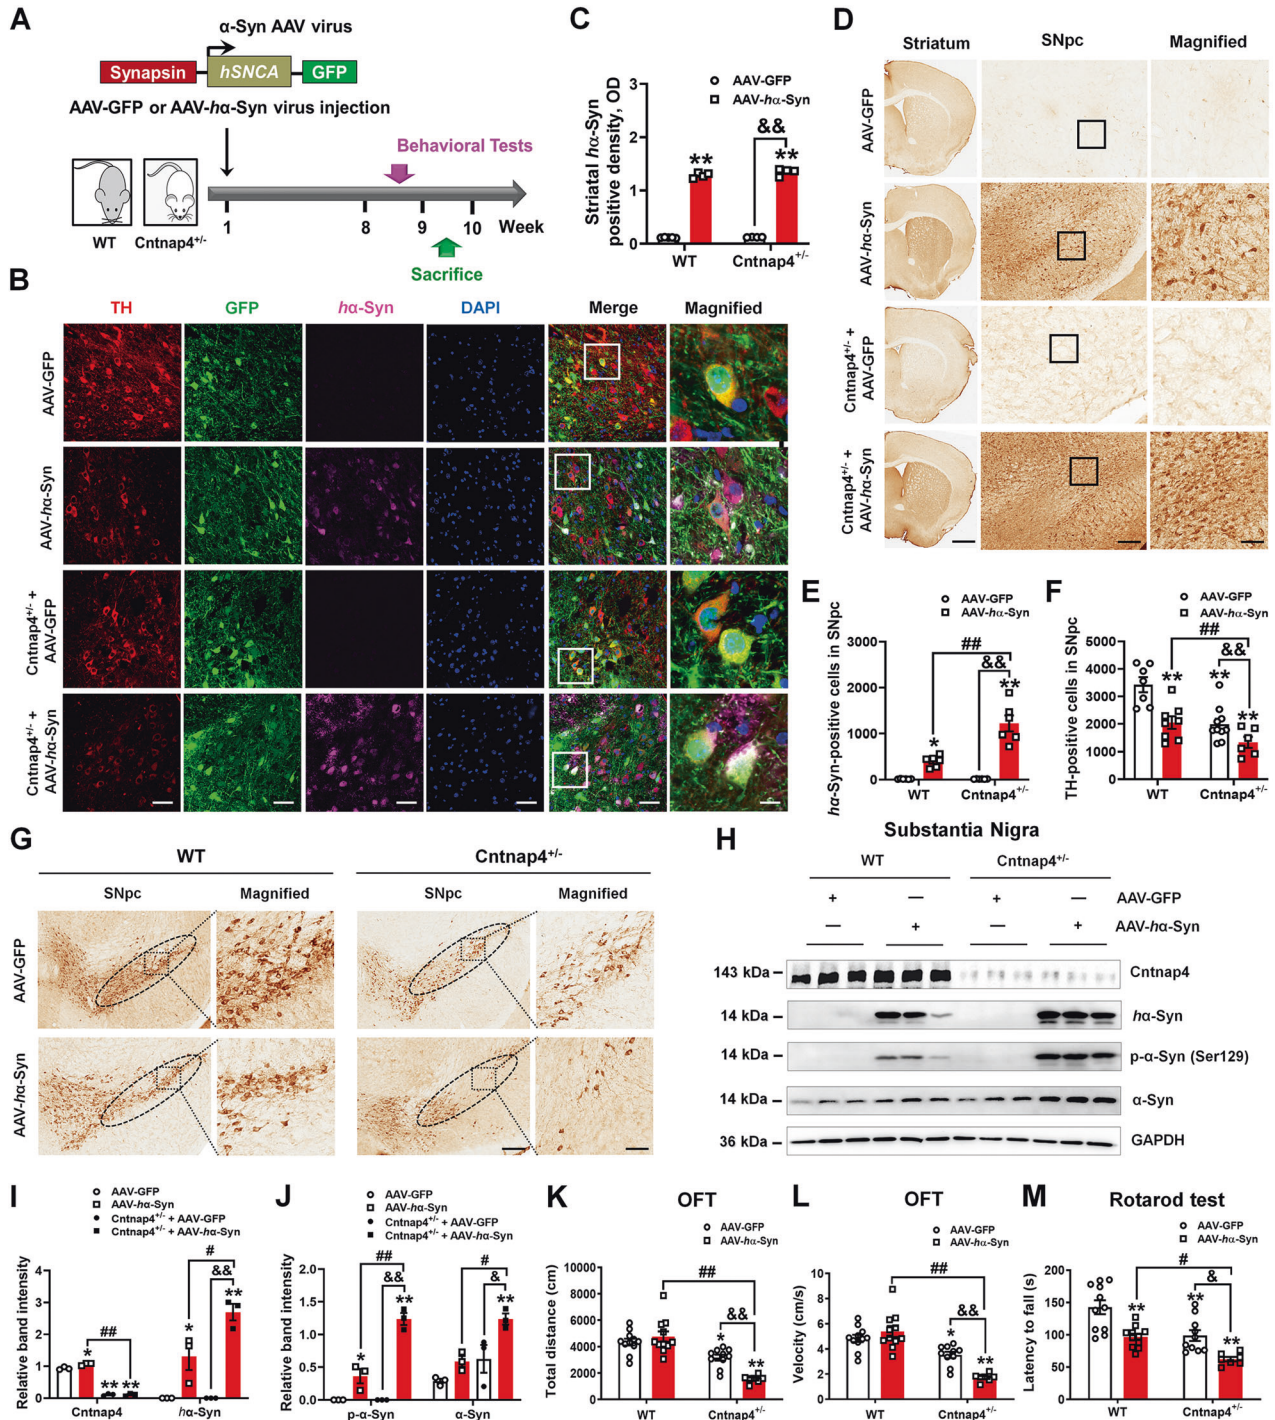 A
α-Syn AAV virus
Synapsin
hSNCA
GFP
AAV-GFP or AAV-hα-Syn virus injection
Behavioral Tests
WT
Cntnap4+/-
1
8
9
10
Week
Sacrifice
B
TH
GFP
hα-Syn
DAPI
Merge
Magnified
AAV-GFP
AAV-hα-Syn
Cntnap4+/- +
AAV-GFP
Cntnap4+/- +
AAV-hα-Syn
C
AAV-GFP
AAV-hα-Syn
Striatal hα-Syn
positive density, OD
3
2
1
0
**
&&
**
WT
Cntnap4+/-
D
Striatum
SNpc
Magnified
AAV-GFP
AAV-hα-Syn
Cntnap4+/- +
AAV-GFP
Cntnap4+/- +
AAV-hα-Syn
E
AAV-GFP
AAV-hα-Syn
hα-Syn-positive cells in SNpc
3000
2000
1000
0
##
&&
*
**
WT
Cntnap4+/-
F
AAV-GFP
AAV-hα-Syn
TH-positive cells in SNpc
5000
4000
3000
2000
1000
0
##
&&
**
**
**
WT
Cntnap4+/-
G
WT
Cntnap4+/-
SNpc
Magnified
SNpc
Magnified
AAV-GFP
AAV-hα-Syn
H
Substantia Nigra
WT
Cntnap4+/-
+ — + — AAV-GFP
— + — + AAV-hα-Syn
143 kDa
Cntnap4
14 kDa
hα-Syn
14 kDa
p-α-Syn (Ser129)
14 kDa
α-Syn
36 kDa
GAPDH
I
AAV-GFP
AAV-hα-Syn
Cntnap4+/- + AAV-GFP
Cntnap4+/- + AAV-hα-Syn
Relative band intensity
4
3
2
1
0
##
*
** **
#
&&
*
**
Cntnap4
hα-Syn
J
AAV-GFP
AAV-hα-Syn
Cntnap4+/- + AAV-GFP
Cntnap4+/- + AAV-hα-Syn
Relative band intensity
2.0
1.5
1.0
0.5
0.0
##
&&
*
**
#
&
**
p-α-Syn
α-Syn
K
OFT
AAV-GFP
AAV-hα-Syn
Total distance (cm)
10000
8000
6000
4000
2000
0
##
&&
*
**
WT
Cntnap4+/-
L
OFT
AAV-GFP
AAV-hα-Syn
Velocity (cm/s)
10
8
6
4
2
0
##
&&
*
**
WT
Cntnap4+/-
M
Rotarod test
AAV-GFP
AAV-hα-Syn
Latency to fall (s)
200
150
100
50
0
#
&
**
**
**
WT
Cntnap4+/-